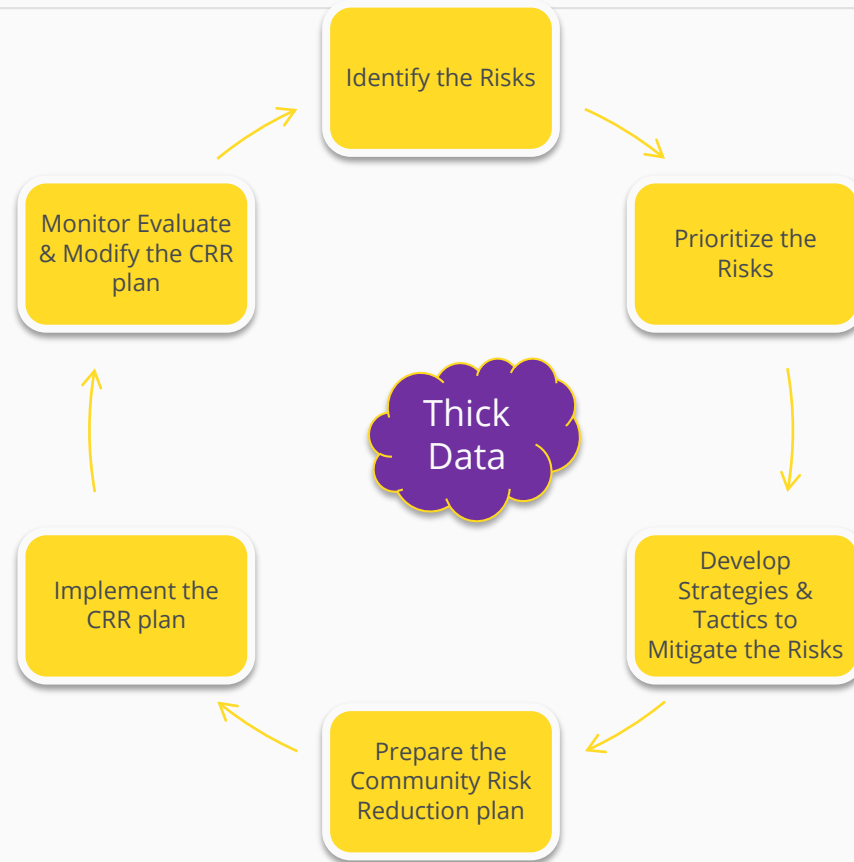 Identify the Risks
Prioritize the
Risks
Develop
Strategies &
Tactics to
Mitigate the Risks
Prepare the
Community Risk
Reduction plan
Implement the
CRR plan
Monitor Evaluate
& Modify the CRR
plan
Thick
Data